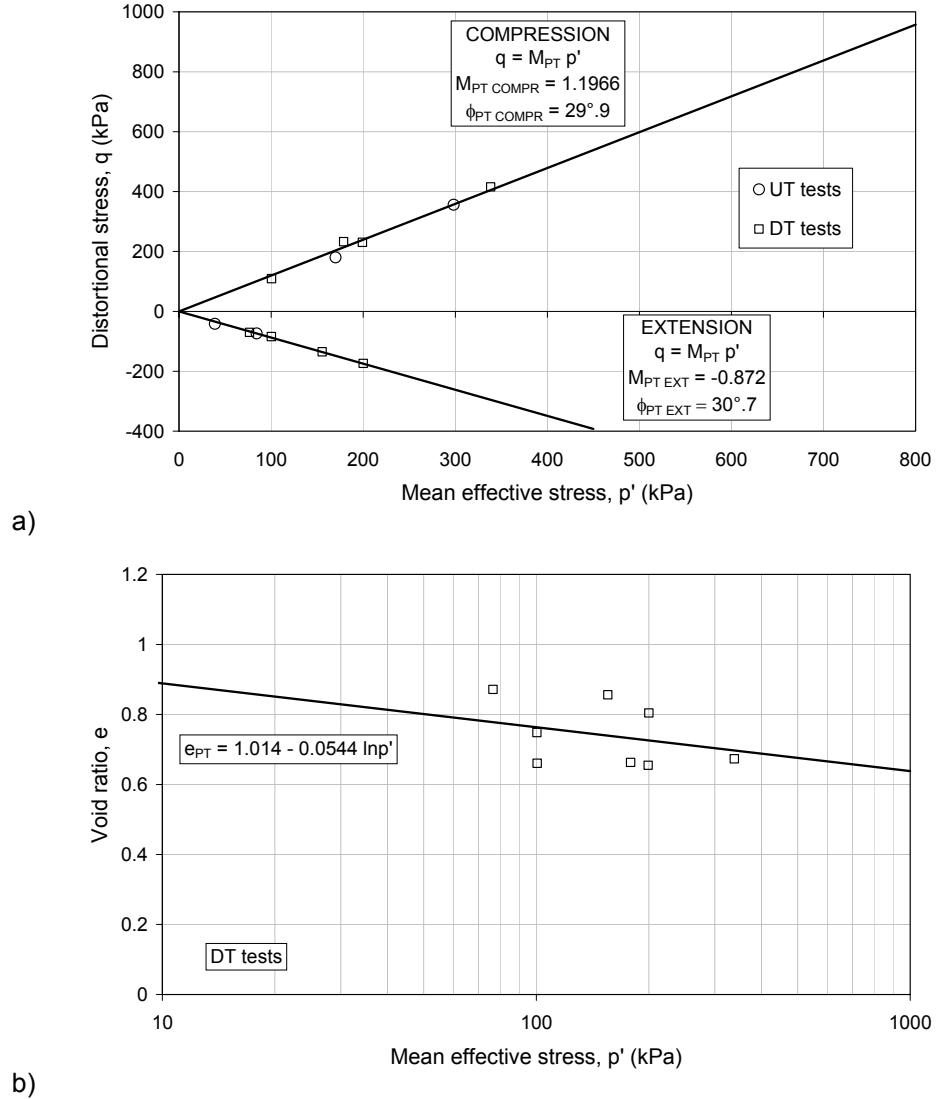 1000
800
600
400
200
0
-200
-400
Distortional stress, q (kPa)
COMPRESSION
q = M_PT p'
M_PT COMPR = 1.1966
ϕ_PT COMPR = 29°.9
UT tests
DT tests
EXTENSION
q = M_PT p'
M_PT EXT = -0.872
ϕ_PT EXT = 30°.7
0 100 200 300 400 500 600 700 800
Mean effective stress, p' (kPa)
a)
1.2
1
0.8
0.6
0.4
0.2
0
Void ratio, e
e_PT = 1.014 - 0.0544 lnp'
DT tests
10 100 1000
Mean effective stress, p' (kPa)
b)